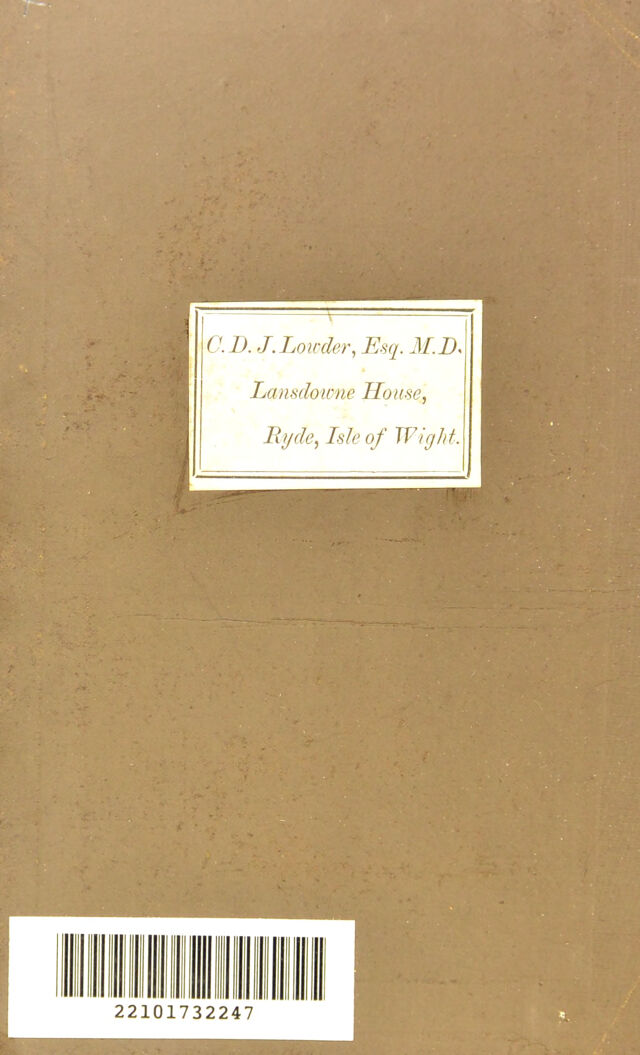 C. D. J. Lowder, Esq. M.D.
Lansdowne House,
Ryde, Isle of Wight.
22101732247